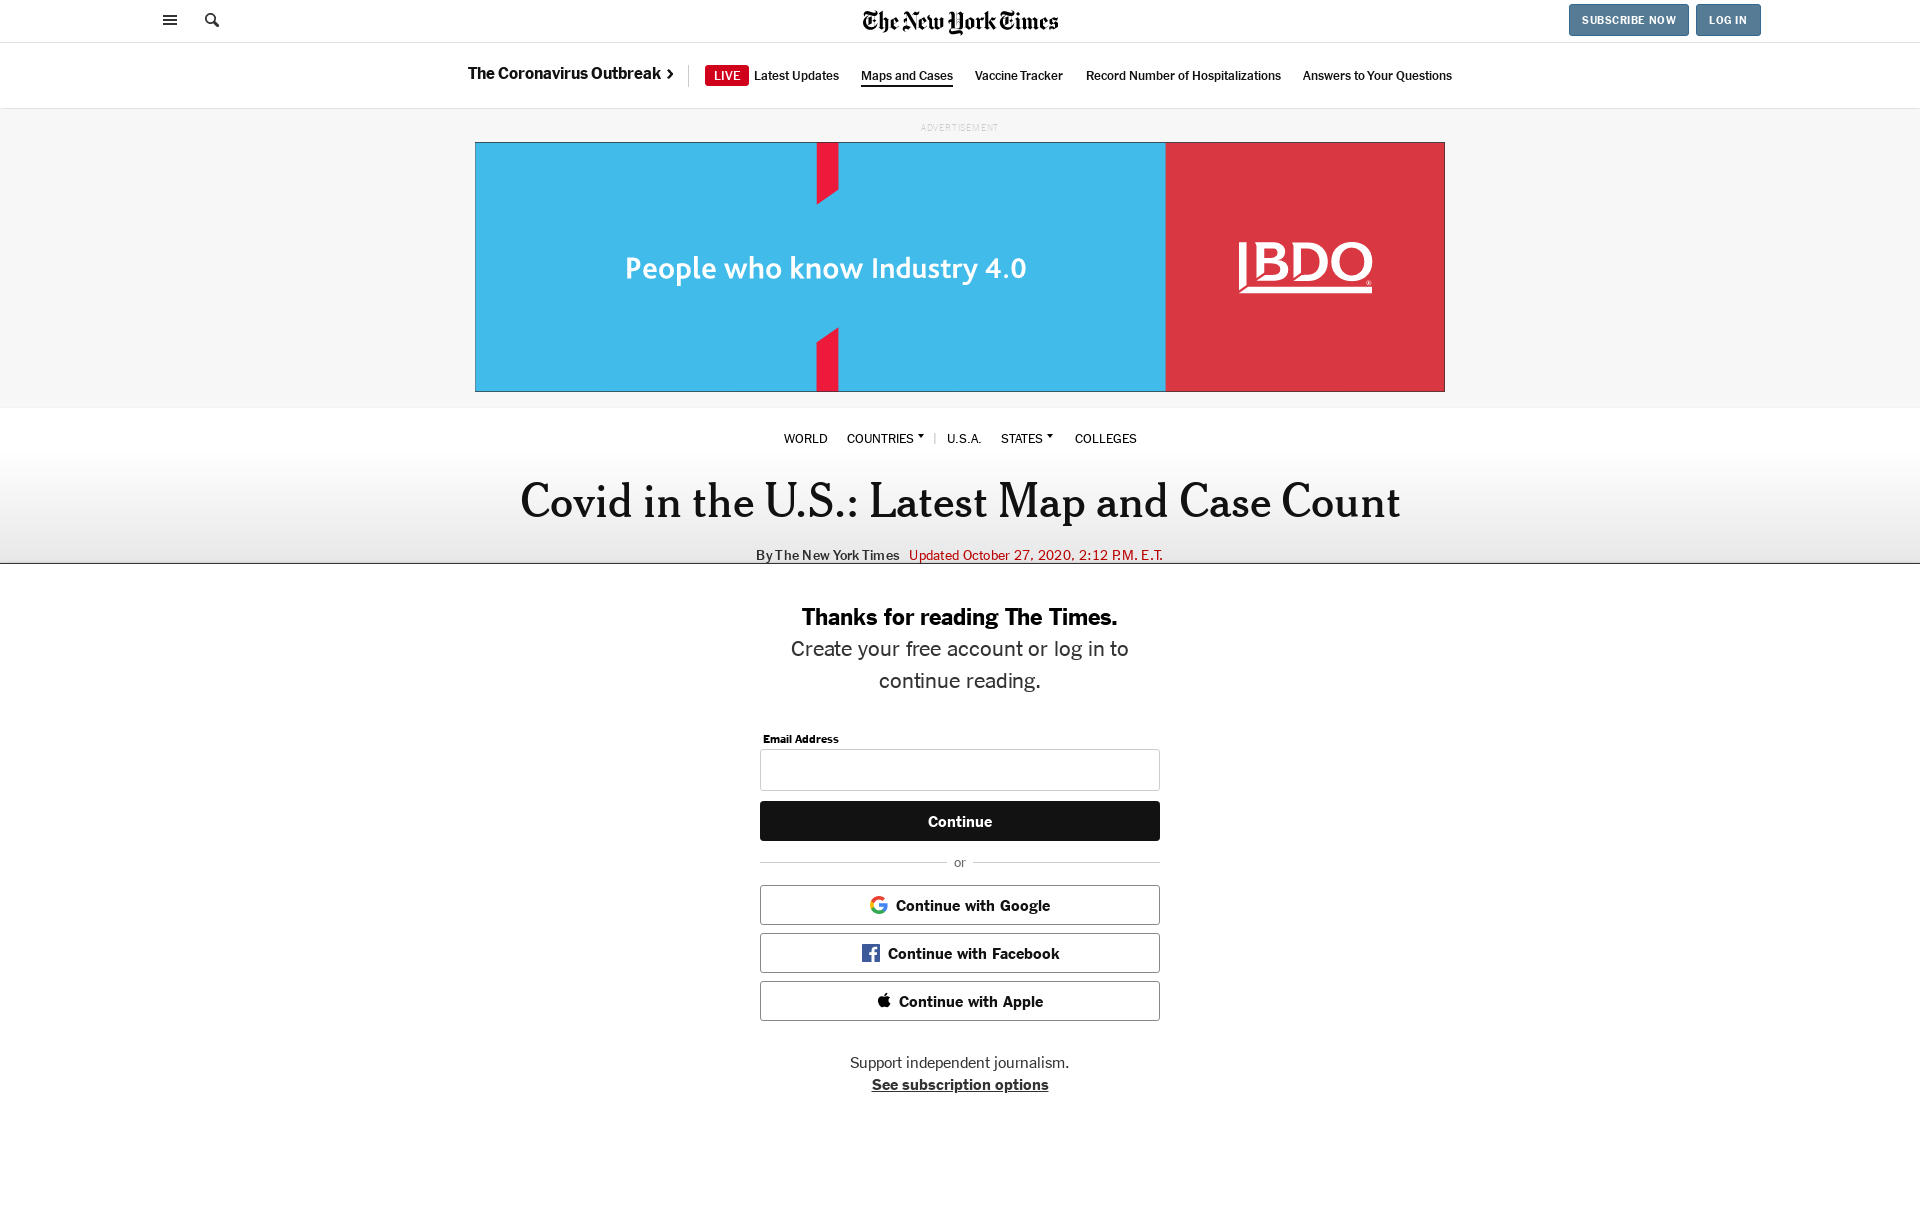 The New York Times
SUBSCRIBE NOW
LOG IN
The Coronavirus Outbreak
LIVE Latest Updates
Maps and Cases
Vaccine Tracker
Record Number of Hospitalizations
Answers to Your Questions
ADVERTISEMENT
People who know Industry 4.0
BDO
®
WORLD
COUNTRIES
U.S.A.
STATES
COLLEGES
Covid in the U.S.: Latest Map and Case Count
By The New York Times Updated October 27, 2020, 2:12 P.M. E.T.
Thanks for reading The Times.
Create your free account or log in to
continue reading.
Email Address
Continue
or
Continue with Google
Continue with Facebook
Continue with Apple
Support independent journalism.
See subscription options